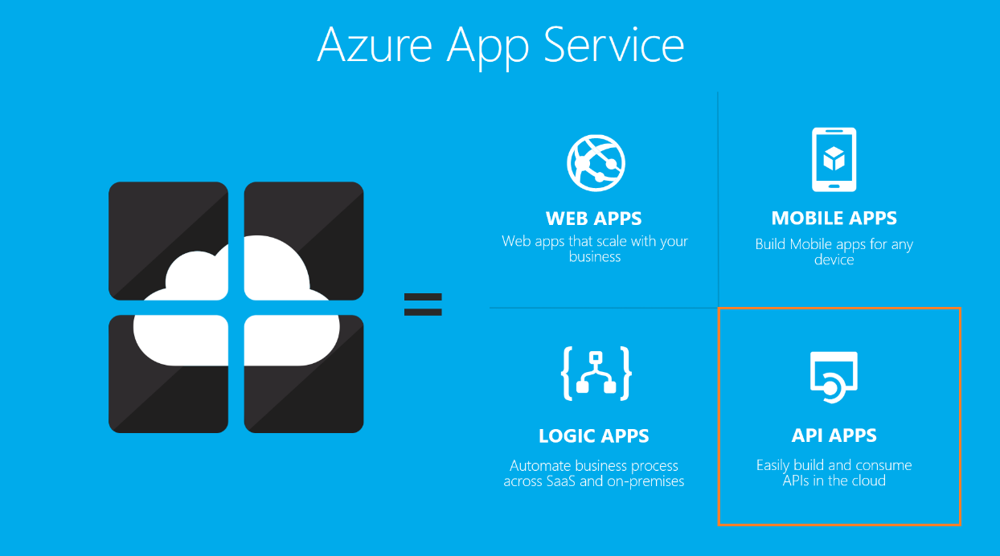 Azure App Service
WEB APPS
Web apps that scale with your
business
MOBILE APPS
Build Mobile apps for any
device
=
LOGIC APPS
Automate business process
across SaaS and on-premises
API APPS
Easily build and consume
APIs in the cloud